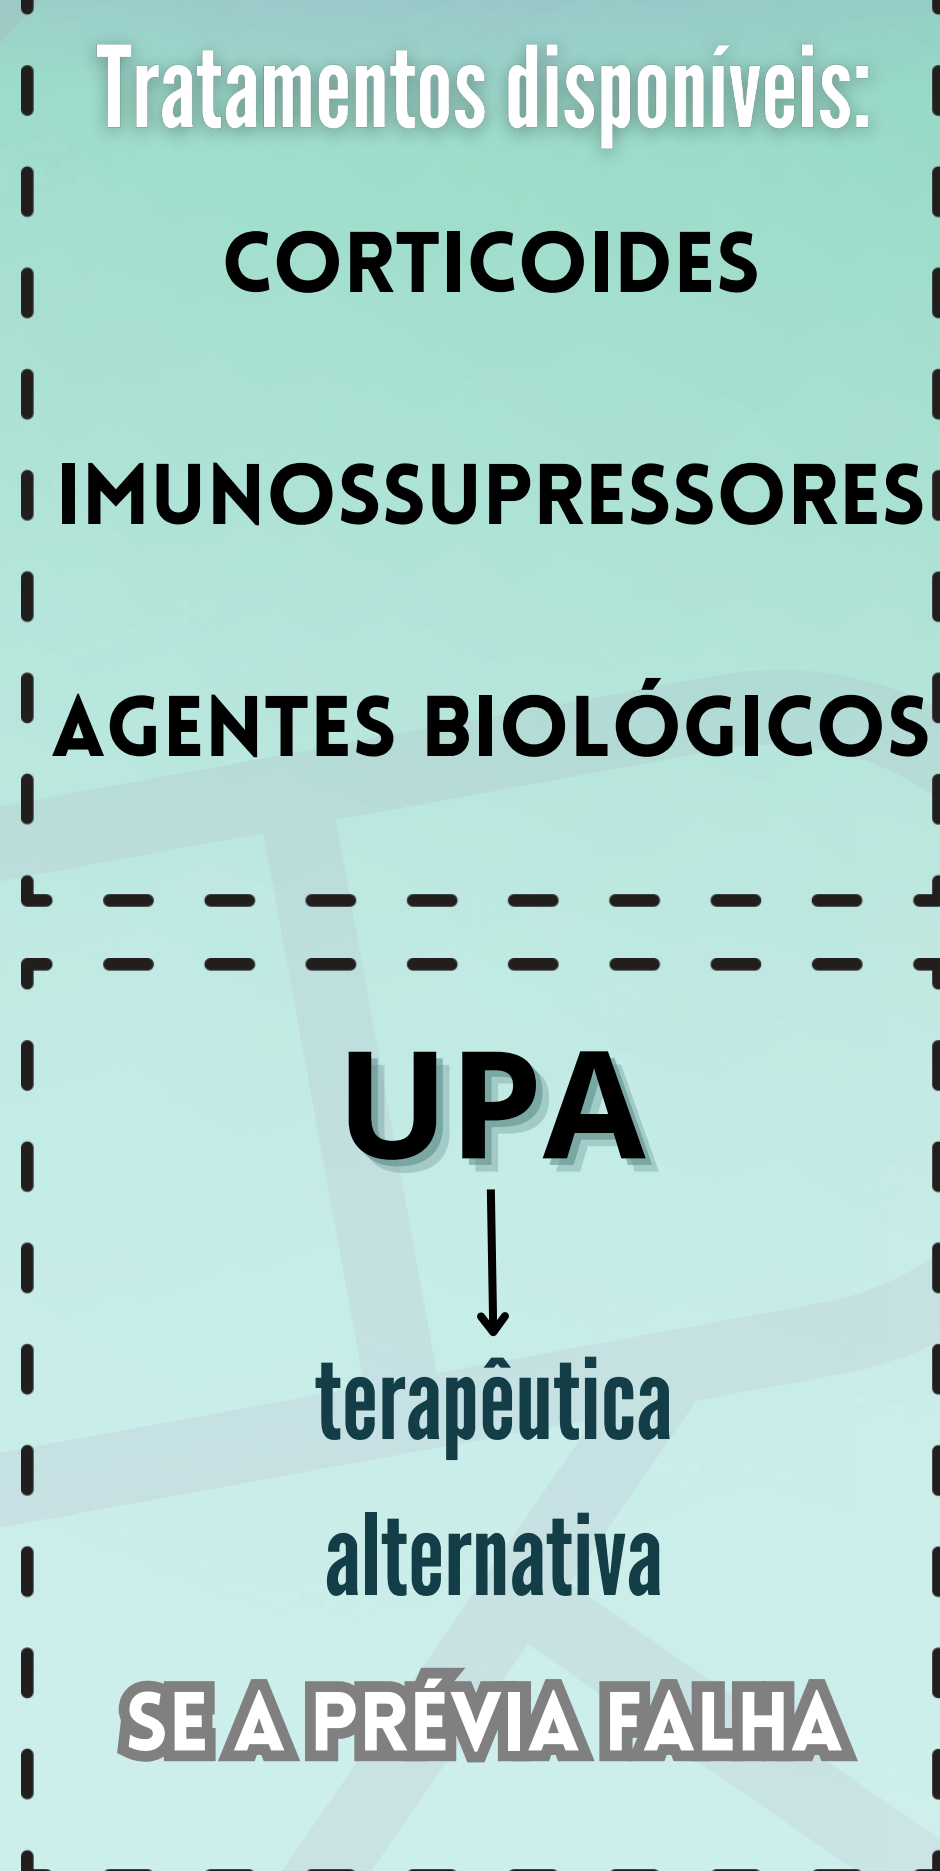 Tratamentos disponíveis:
CORTICOIDES
IMUNOSSUPRESSORES
AGENTES BIOLÓGICOS
UPA
terapêutica
alternativa
SE A PRÉVIA FALHA